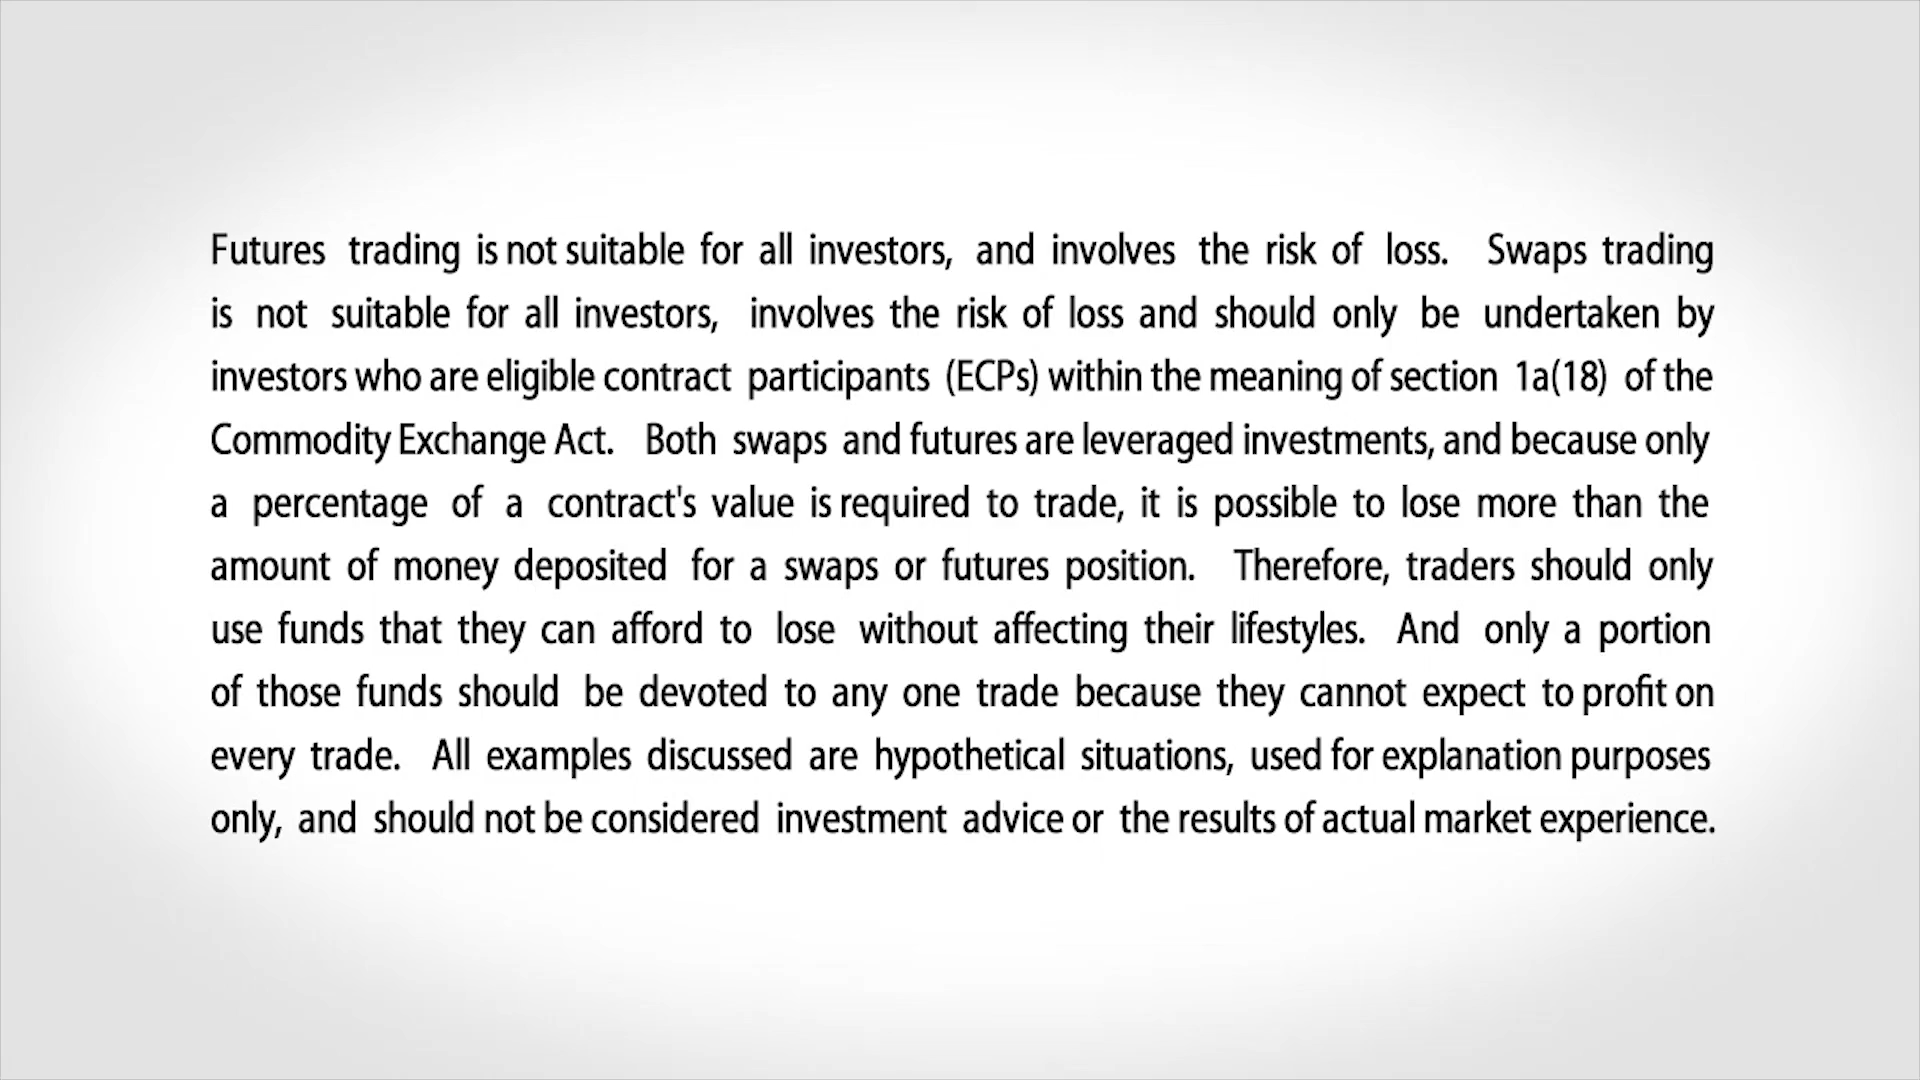 Futures trading is not suitable for all investors, and involves the risk of loss. Swaps trading
is not suitable for all investors, involves the risk of loss and should only be undertaken by
investors who are eligible contract participants (ECPs) within the meaning of section 1a(18) of the
Commodity Exchange Act. Both swaps and futures are leveraged investments, and because only
a percentage of a contract's value is required to trade, it is possible to lose more than the
amount of money deposited for a swaps or futures position. Therefore, traders should only
use funds that they can afford to lose without affecting their lifestyles. And only a portion
of those funds should be devoted to any one trade because they cannot expect to profit on
every trade. All examples discussed are hypothetical situations, used for explanation purposes
only, and should not be considered investment advice or the results of actual market experience.